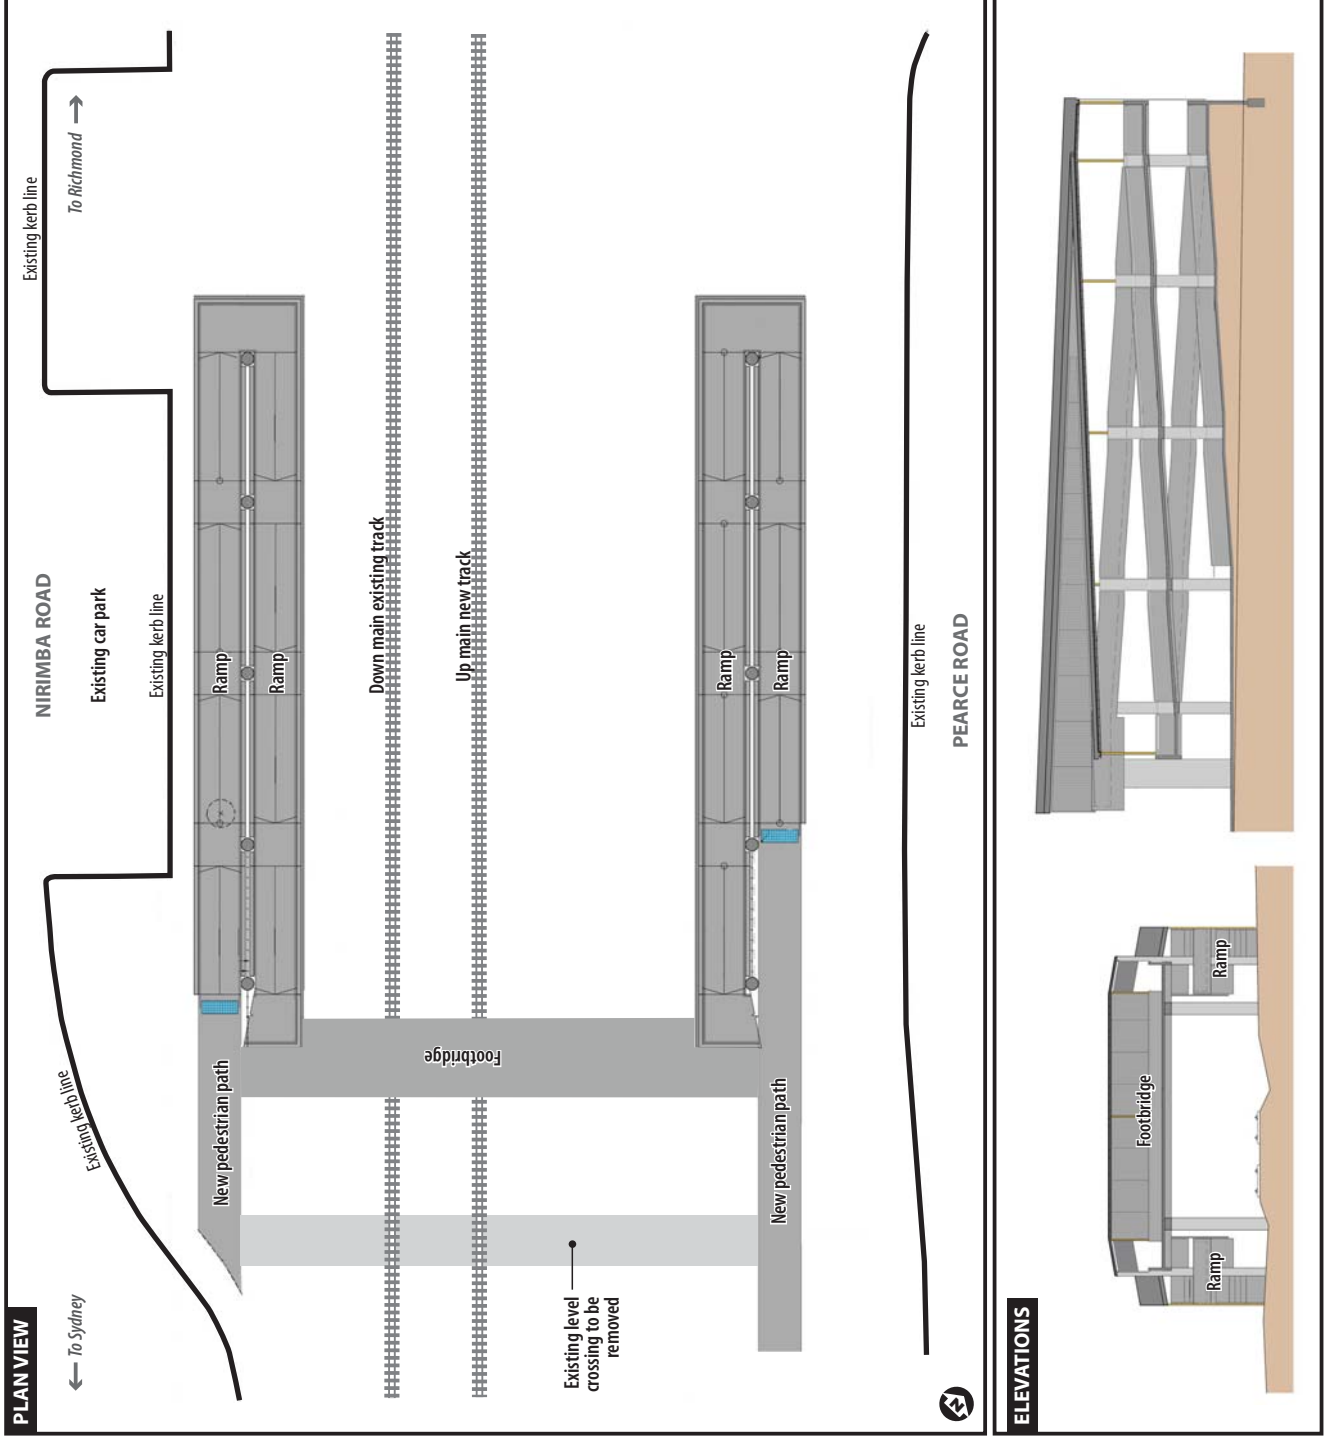 PLAN VIEW
← To Sydney
To Richmond →
Existing kerb line
NIRIMBA ROAD
Existing car park
Existing kerb line
Existing kerb line
Ramp
Ramp
New pedestrian path
Down main existing track
Up main new track
Footbridge
Existing level
crossing to be
removed
Ramp
Ramp
New pedestrian path
Existing kerb line
PEARCE ROAD
N
ELEVATIONS
Ramp
Footbridge
Ramp